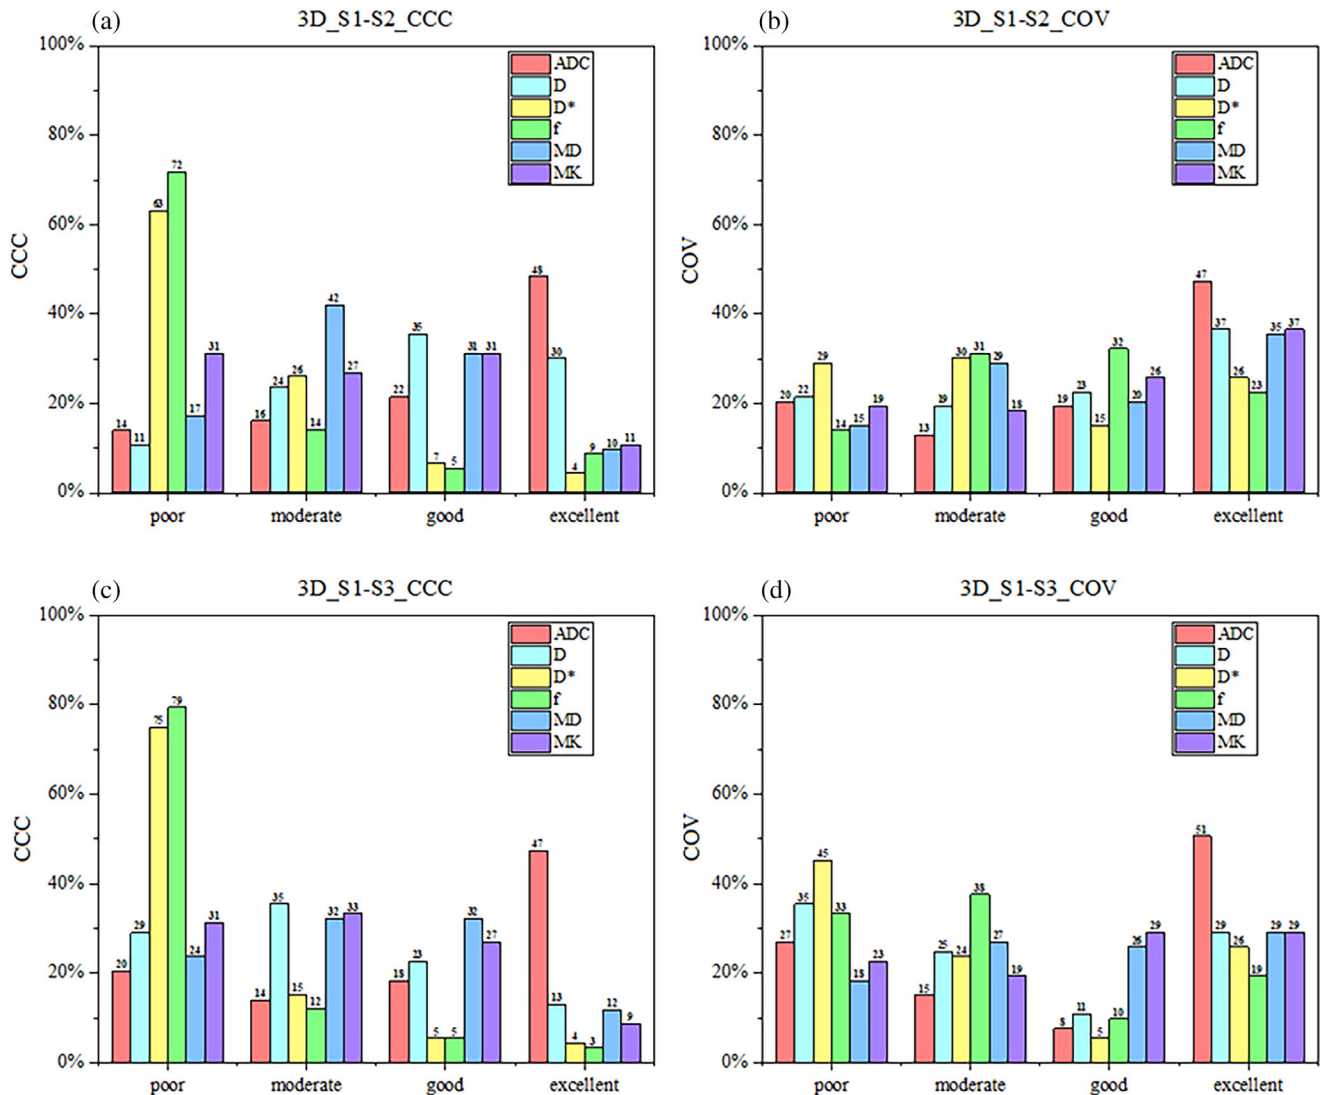 (a) 3D_S1-S2_CCC
100%
80%
60%
40%
20%
0%
CCC
ADC
D
D*
f
MD
MK
14 11 63 72 17 31
16 24 26 14 42 27
22 35 7 5 31 31
48 30 4 9 10 11
poor moderate good excellent
(b) 3D_S1-S2_COV
100%
80%
60%
40%
20%
0%
COV
ADC
D
D*
f
MD
MK
20 22 29 14 15 19
13 19 30 31 29 18
19 23 15 32 20 26
47 37 26 23 35 37
poor moderate good excellent
(c) 3D_S1-S3_CCC
100%
80%
60%
40%
20%
0%
CCC
ADC
D
D*
f
MD
MK
20 29 75 79 24 31
14 35 15 12 32 33
18 23 5 5 32 27
47 13 4 3 12 9
poor moderate good excellent
(d) 3D_S1-S3_COV
100%
80%
60%
40%
20%
0%
COV
ADC
D
D*
f
MD
MK
27 35 45 33 18 23
15 25 24 38 27 19
8 11 5 10 26 29
51 29 26 19 29 29
poor moderate good excellent